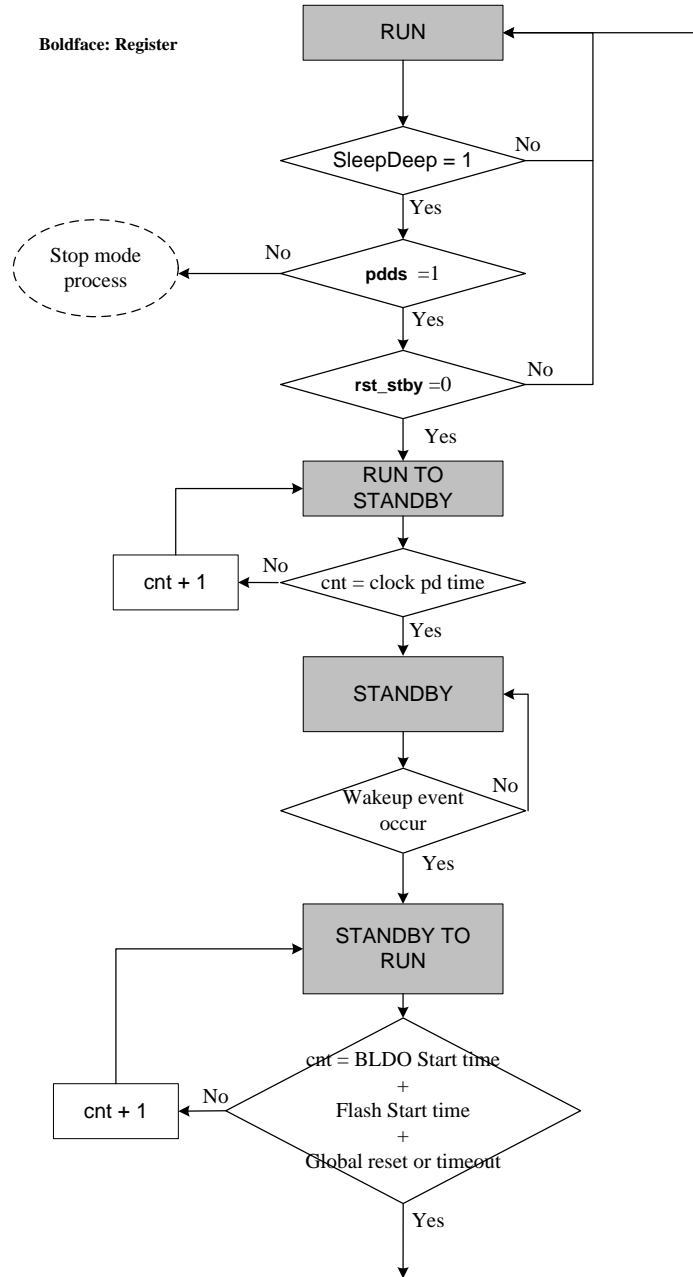 RUN
Boldface: Register
No
SleepDeep = 1
Yes
No
Stop mode
process
pdds =1
Yes
No
rst_stby =0
Yes
RUN TO
STANDBY
No
cnt + 1
cnt = clock pd time
Yes
STANDBY
No
Wakeup event
occur
Yes
STANDBY TO
RUN
cnt = BLDO Start time
+
No
cnt + 1
Flash Start time
+
Global reset or timeout
Yes